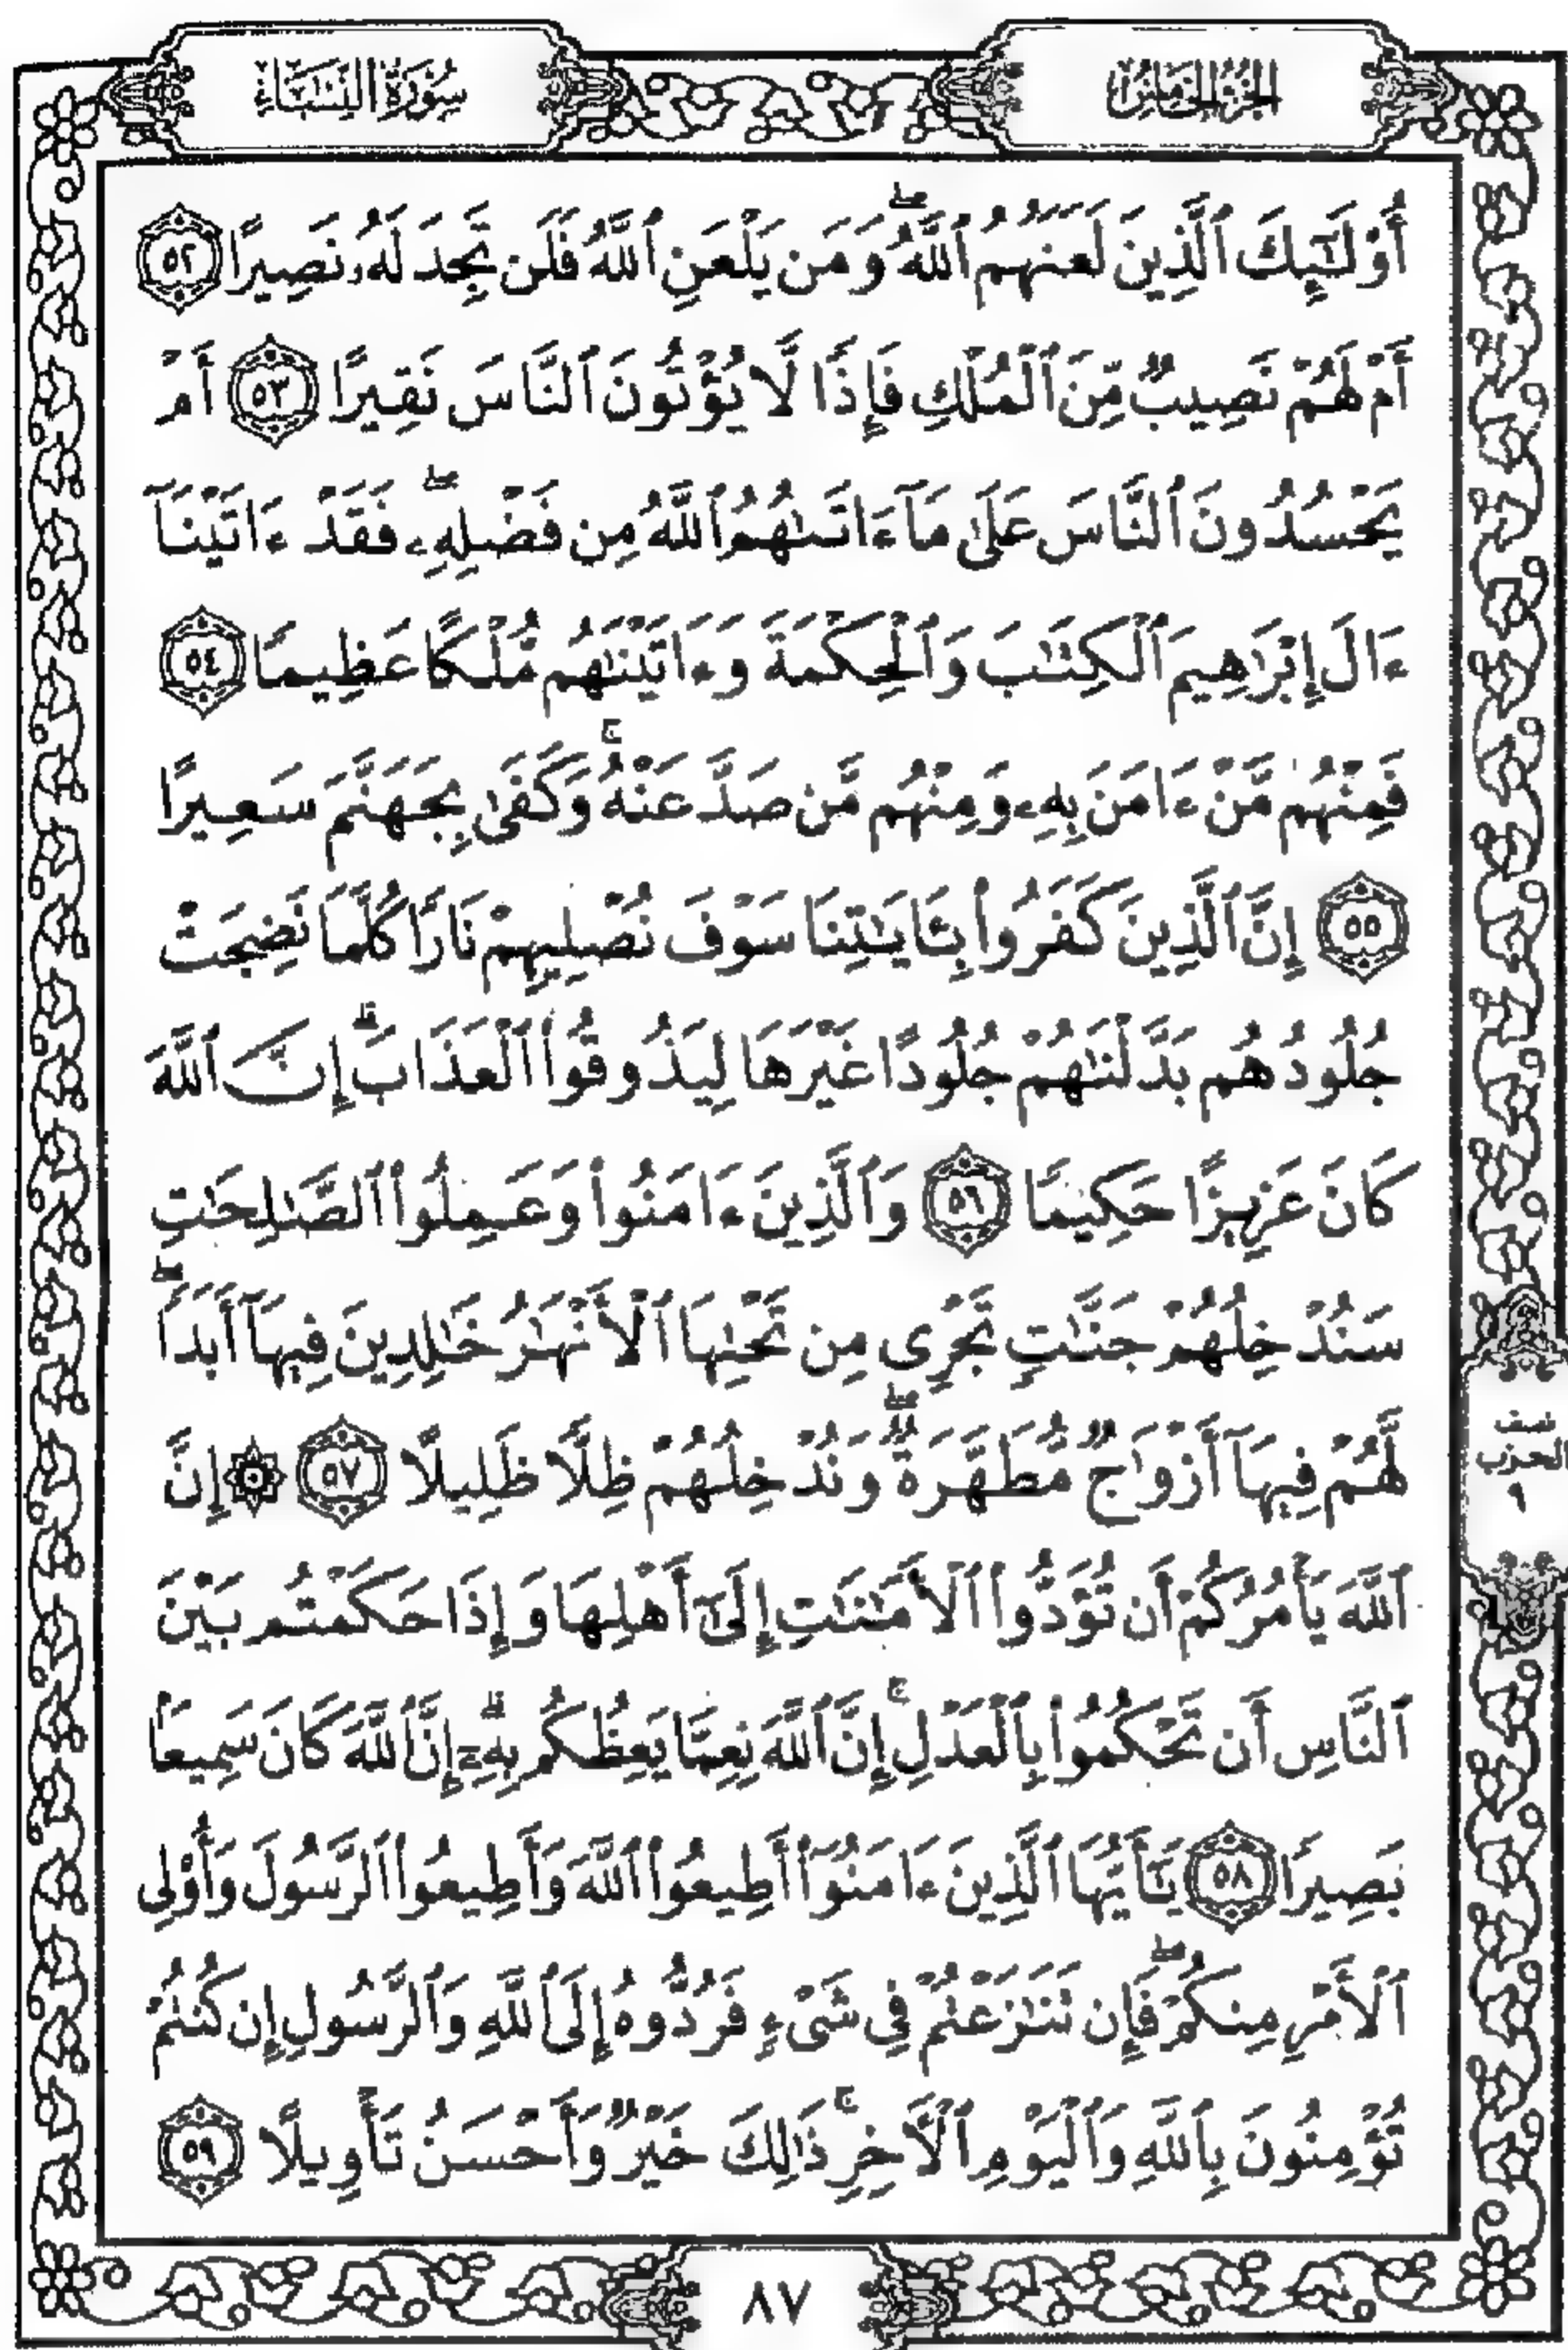 الجزء الخامس
سورة النساء
أُوْلَٰٓئِكَ ٱلَّذِينَ لَعَنَهُمُ ٱللَّهُۖ وَمَن يَلْعَنِ ٱللَّهُ فَلَن تَجِدَ لَهُۥ نَصِيرًا ٥٢
أَمْ لَهُمْ نَصِيبٌ مِّنَ ٱلْمُلْكِ فَإِذًا لَّا يُؤْتُونَ ٱلنَّاسَ نَقِيرًا ٥٣ أَمْ
يَحْسُدُونَ ٱلنَّاسَ عَلَىٰ مَآ ءَاتَىٰهُمُ ٱللَّهُ مِن فَضْلِهِۦۖ فَقَدْ ءَاتَيْنَآ
ءَالَ إِبْرَٰهِيمَ ٱلْكِتَٰبَ وَٱلْحِكْمَةَ وَءَاتَيْنَٰهُم مُّلْكًا عَظِيمًا ٥٤
فَمِنْهُم مَّنْ ءَامَنَ بِهِۦ وَمِنْهُم مَّن صَدَّ عَنْهُۚ وَكَفَىٰ بِجَهَنَّمَ سَعِيرًا
٥٥ إِنَّ ٱلَّذِينَ كَفَرُوا۟ بِـَٔايَٰتِنَا سَوْفَ نُصْلِيهِمْ نَارًا كُلَّمَا نَضِجَتْ
جُلُودُهُم بَدَّلْنَٰهُمْ جُلُودًا غَيْرَهَا لِيَذُوقُوا۟ ٱلْعَذَابَۗ إِنَّ ٱللَّهَ
كَانَ عَزِيزًا حَكِيمًا ٥٦ وَٱلَّذِينَ ءَامَنُوا۟ وَعَمِلُوا۟ ٱلصَّٰلِحَٰتِ
سَنُدْخِلُهُمْ جَنَّٰتٍ تَجْرِى مِن تَحْتِهَا ٱلْأَنْهَٰرُ خَٰلِدِينَ فِيهَآ أَبَدًاۖ
لَّهُمْ فِيهَآ أَزْوَٰجٌ مُّطَهَّرَةٌۖ وَنُدْخِلُهُمْ ظِلًّا ظَلِيلًا ٥٧ ۞ إِنَّ
ٱللَّهَ يَأْمُرُكُمْ أَن تُؤَدُّوا۟ ٱلْأَمَٰنَٰتِ إِلَىٰٓ أَهْلِهَا وَإِذَا حَكَمْتُم بَيْنَ
ٱلنَّاسِ أَن تَحْكُمُوا۟ بِٱلْعَدْلِۚ إِنَّ ٱللَّهَ نِعِمَّا يَعِظُكُم بِهِۦٓۗ إِنَّ ٱللَّهَ كَانَ سَمِيعًۢا
بَصِيرًا ٥٨ يَٰٓأَيُّهَا ٱلَّذِينَ ءَامَنُوٓا۟ أَطِيعُوا۟ ٱللَّهَ وَأَطِيعُوا۟ ٱلرَّسُولَ وَأُوْلِى
ٱلْأَمْرِ مِنكُمْۖ فَإِن تَنَٰزَعْتُمْ فِى شَىْءٍ فَرُدُّوهُ إِلَى ٱللَّهِ وَٱلرَّسُولِ إِن كُنتُمْ
تُؤْمِنُونَ بِٱللَّهِ وَٱلْيَوْمِ ٱلْأَخِرِۚ ذَٰلِكَ خَيْرٌ وَأَحْسَنُ تَأْوِيلًا ٥٩
نصف
الحزب
٩
٨٧